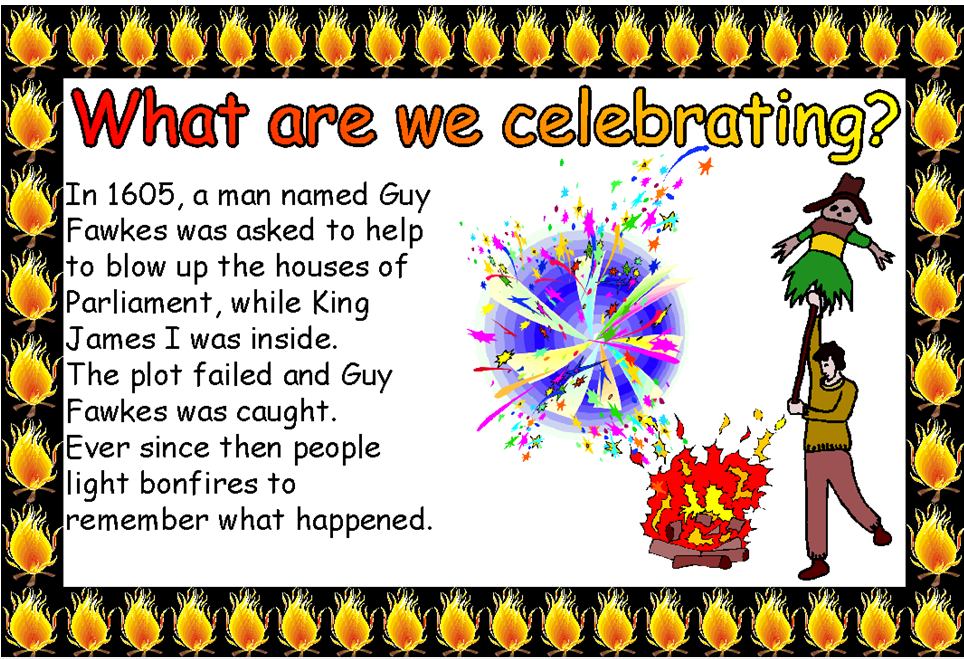 What are we celebrating?
In 1605, a man named Guy
Fawkes was asked to help
to blow up the houses of
Parliament, while King
James I was inside.
The plot failed and Guy
Fawkes was caught.
Ever since then people
light bonfires to
remember what happened.